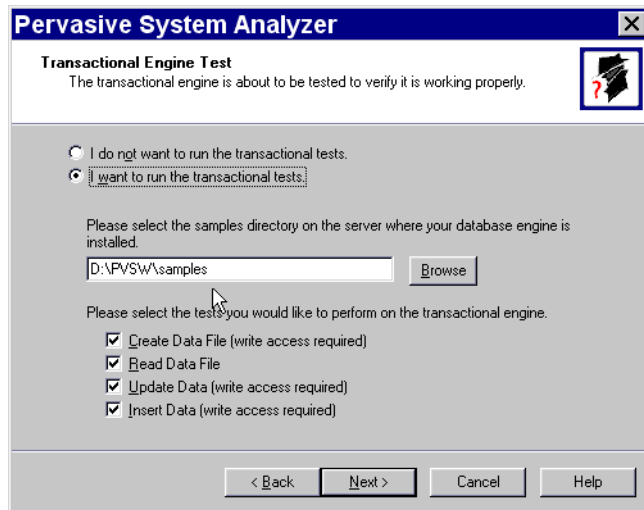 Pervasive System Analyzer
Transactional Engine Test
The transactional engine is about to be tested to verify it is working properly.
?
I do not want to run the transactional tests.
I want to run the transactional tests.
Please select the samples directory on the server where your database engine is
installed.
D:\PVSW\samples
Browse
Please select the tests you would like to perform on the transactional engine.
Create Data File (write access required)
Read Data File
Update Data (write access required)
Insert Data (write access required)
< Back
Next >
Cancel
Help